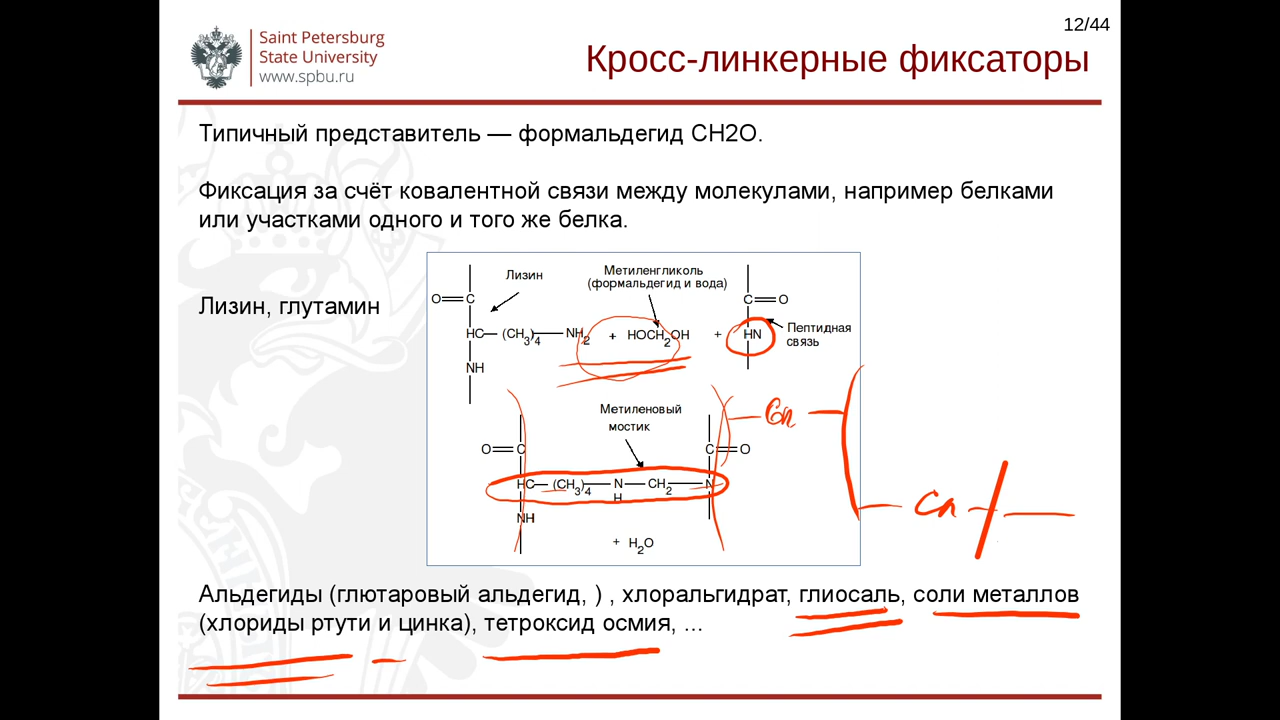 12/44
Saint Petersburg
State University
www.spbu.ru
Кросс-линкерные фиксаторы
Типичный представитель — формальдегид CH2O.
Фиксация за счёт ковалентной связи между молекулами, например белками
или участками одного и того же белка.
Лизин, глутамин
Лизин
Метиленгликоль
(формальдегид и вода)
O C
C O
HC (CH3)4 NH2 + HOCH2OH + HN
Пептидная
связь
NH
Метиленовый
мостик
O C
C O
HC (CH3)4 N H CH2 N
NH
+ H2O
Альдегиды (глютаровый альдегид, ) , хлоральгидрат, глиосаль, соли металлов
(хлориды ртути и цинка), тетроксид осмия, ...